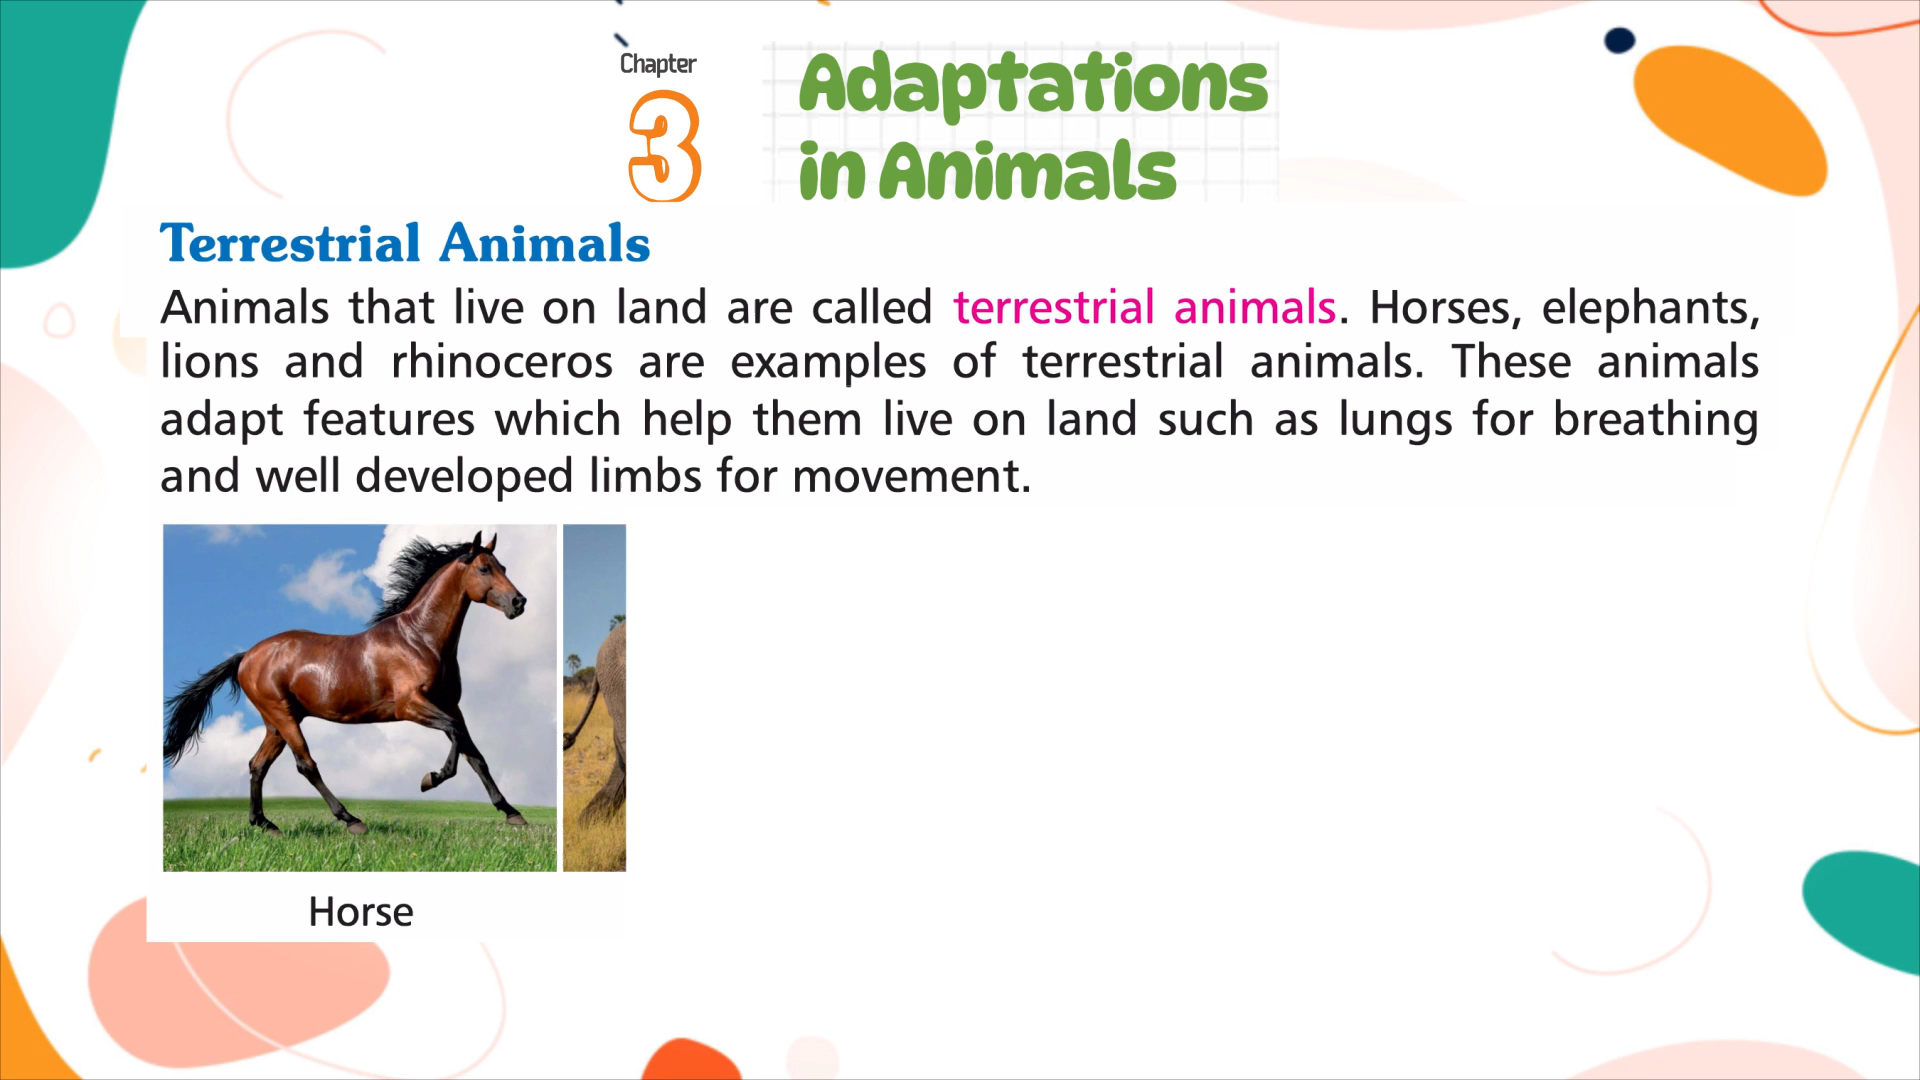 Chapter
3
Adaptations
in Animals
Terrestrial Animals
Animals that live on land are called terrestrial animals. Horses, elephants,
lions and rhinoceros are examples of terrestrial animals. These animals
adapt features which help them live on land such as lungs for breathing
and well developed limbs for movement.
Horse